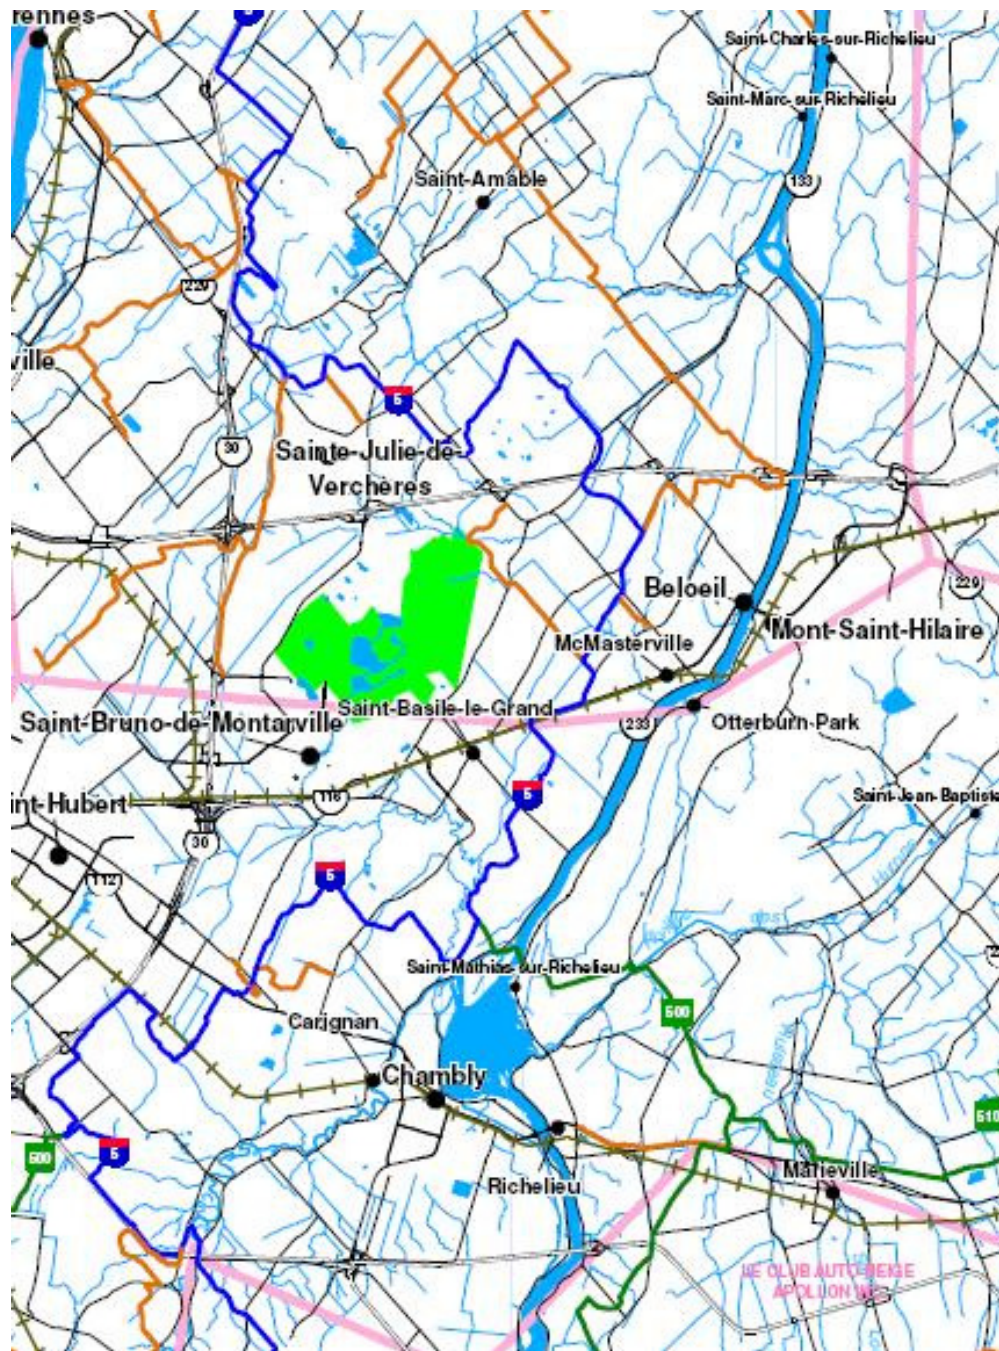 rennes
5
Saint-Charles-sur-Richelieu
Saint-Marc-sur-Richelieu
Saint-Amable
133
229
ville
5
30
Sainte-Julie-de-
Verchères
229
Beloeil
Mont-Saint-Hilaire
McMasterville
Saint-Basile-le-Grand
Saint-Bruno-de-Montarville
233
Otterburn-Park
int-Hubert
116
5
Saint-Jean-Baptiste
30
5
112
Hurons
des
Saint-Mathias-sur-Richelieu
500
Carignan
Chambly
510
500
5
Marieville
Richelieu
LE CLUB AUTO-NEIGE
APOLLON INC